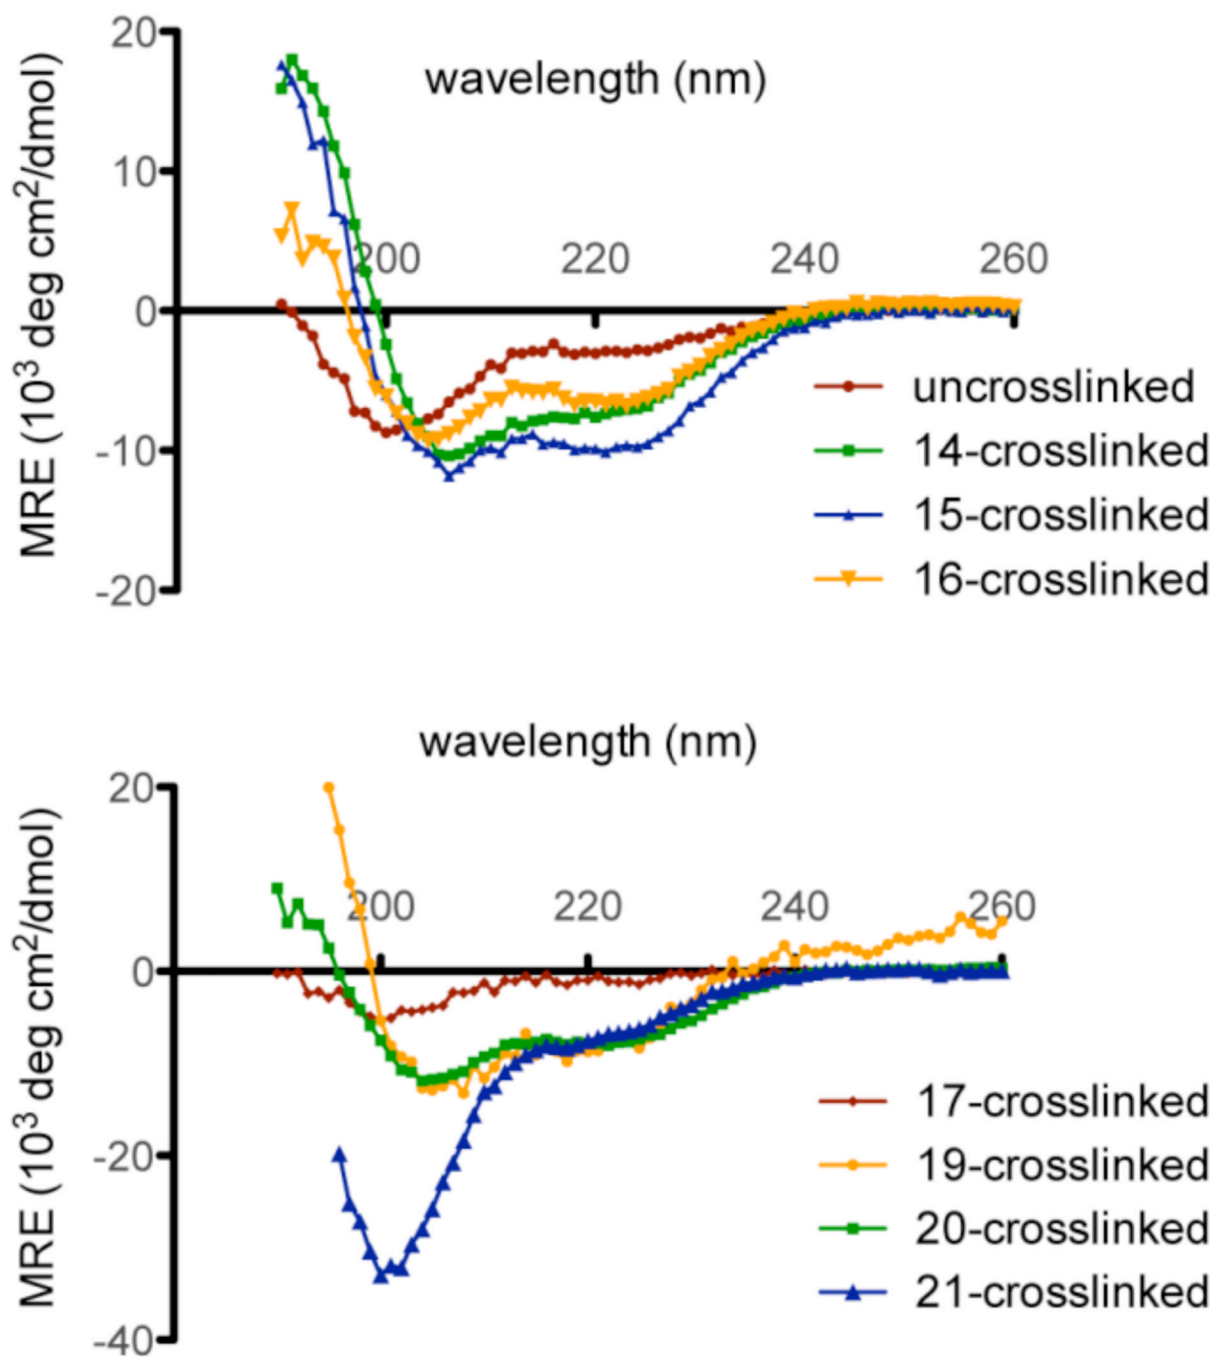 20
wavelength (nm)
10
200 220 240 260
0
-10
-20
MRE (10³ deg cm²/dmol)
uncrosslinked
14-crosslinked
15-crosslinked
16-crosslinked
wavelength (nm)
20
200 220 240 260
0
-20
-40
MRE (10³ deg cm²/dmol)
17-crosslinked
19-crosslinked
20-crosslinked
21-crosslinked